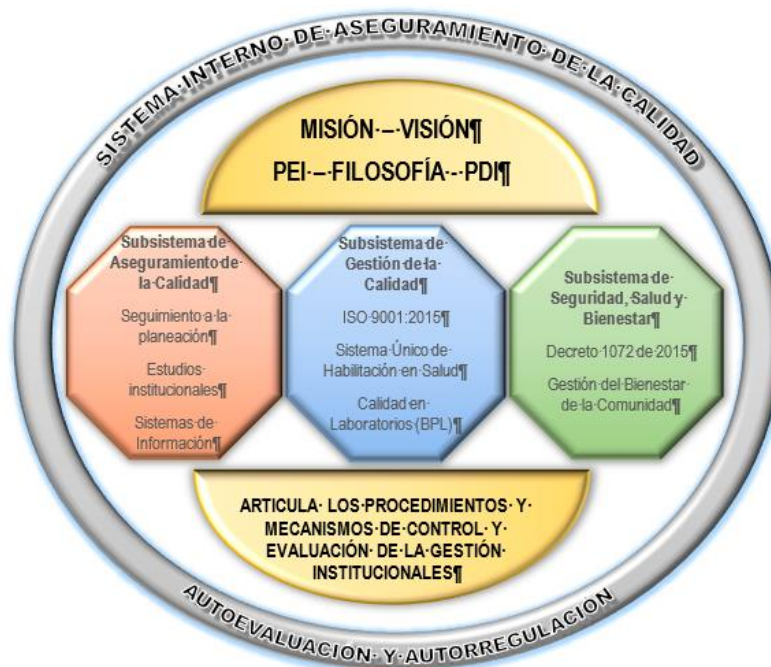 SISTEMA·INTERNO·DE·ASEGURAMIENTO·DE·LA·CALIDAD
MISIÓN·–·VISIÓN¶
PEI·–·FILOSOFÍA·-·PDI¶
Subsistema·de·
Aseguramiento·de·
la·Calidad¶
Seguimiento·a·la·
planeación¶
Estudios·
institucionales¶
Sistemas·de·
Información¶
Subsistema·de·
Gestión·de·la·
Calidad¶
ISO·9001:2015¶
Sistema·Único·de·
Habilitación·en·Salud¶
Calidad·en·
Laboratorios·(BPL)¶
Subsistema·de·
Seguridad,·Salud·y·
Bienestar¶
Decreto·1072·de·2015¶
Gestión·del·Bienestar·
de·la·Comunidad¶
ARTICULA·LOS·PROCEDIMIENTOS·Y·
MECANISMOS·DE·CONTROL·Y·
EVALUACIÓN·DE·LA·GESTIÓN·
INSTITUCIONALES¶
AUTOEVALUACIÓN·Y·AUTORREGULACIÓN